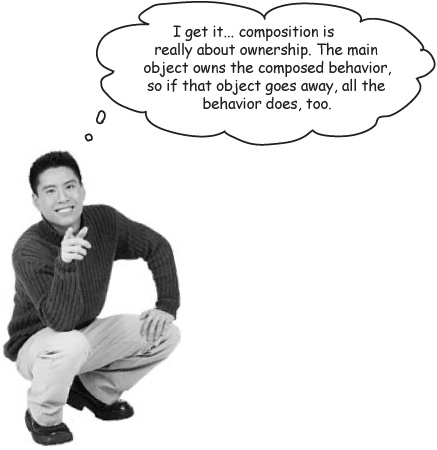 I get it... composition is
really about ownership. The main
object owns the composed behavior,
so if that object goes away, all the
behavior does, too.